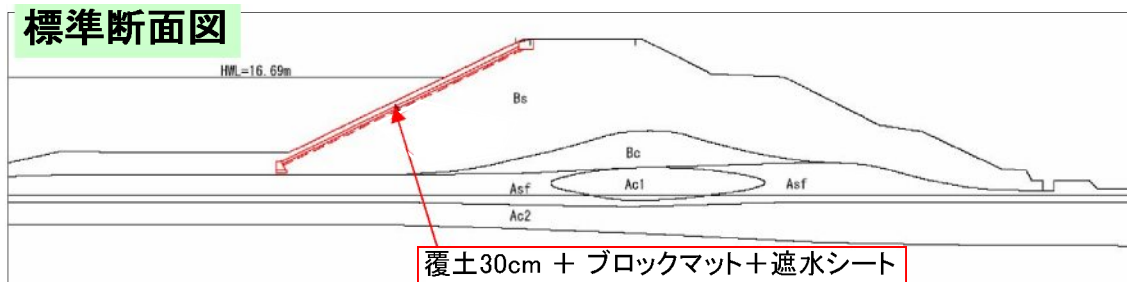 標準断面図
HWL=16.69m
Bs
Bc
Asf
Ac1
Asf
Ac2
覆土30cm ＋ ブロックマット＋遮水シート